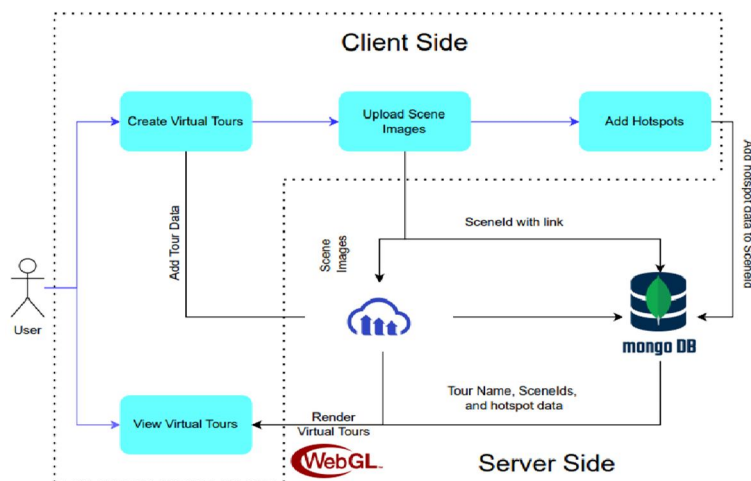 Client Side
Create Virtual Tours
Upload Scene
Images
Add Hotspots
Add hotspot data to SceneId
Add Tour Data
Scene
Images
SceneId with link
User
mongo DB
Tour Name, SceneIds,
and hotspot data
View Virtual Tours
Render
Virtual Tours
WebGL™
Server Side